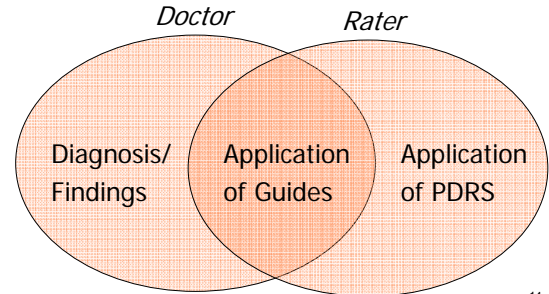 Doctor
Rater
Diagnosis/
Findings
Application
of Guides
Application
of PDRS